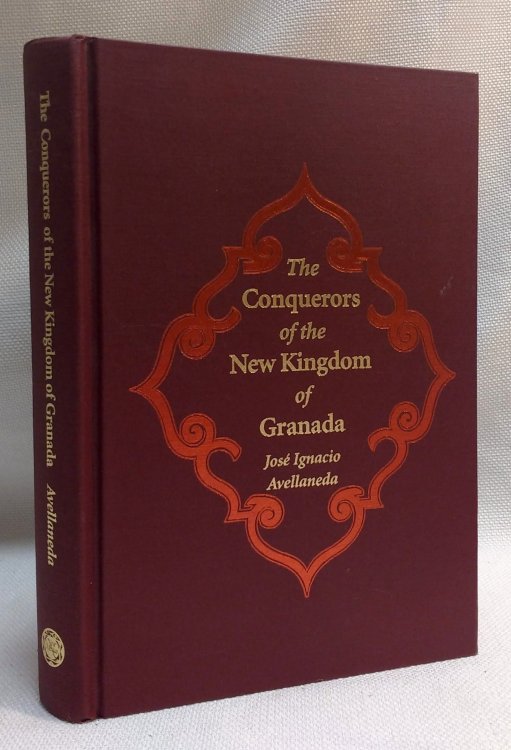 The Conquerors of the New Kingdom of Granada Avellaneda
The
Conquerors
of the
New Kingdom
of
Granada
José Ignacio
Avellaneda